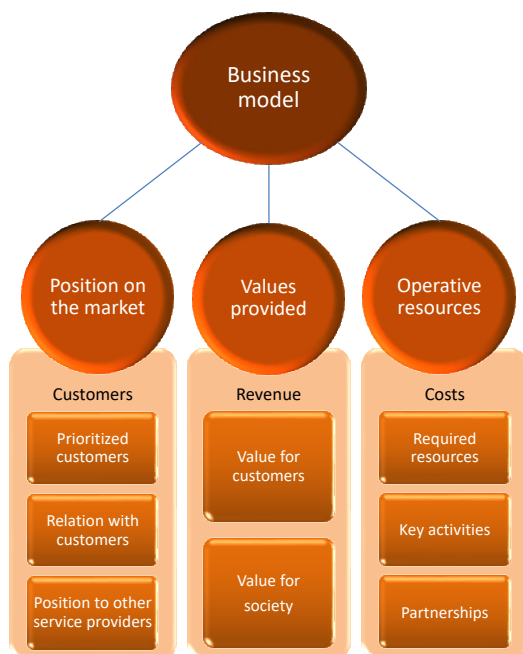 Business
model
Position on
the market
Values
provided
Operative
resources
Customers
Prioritized
customers
Relation with
customers
Position to other
service providers
Revenue
Value for
customers
Value for
society
Costs
Required
resources
Key activities
Partnerships